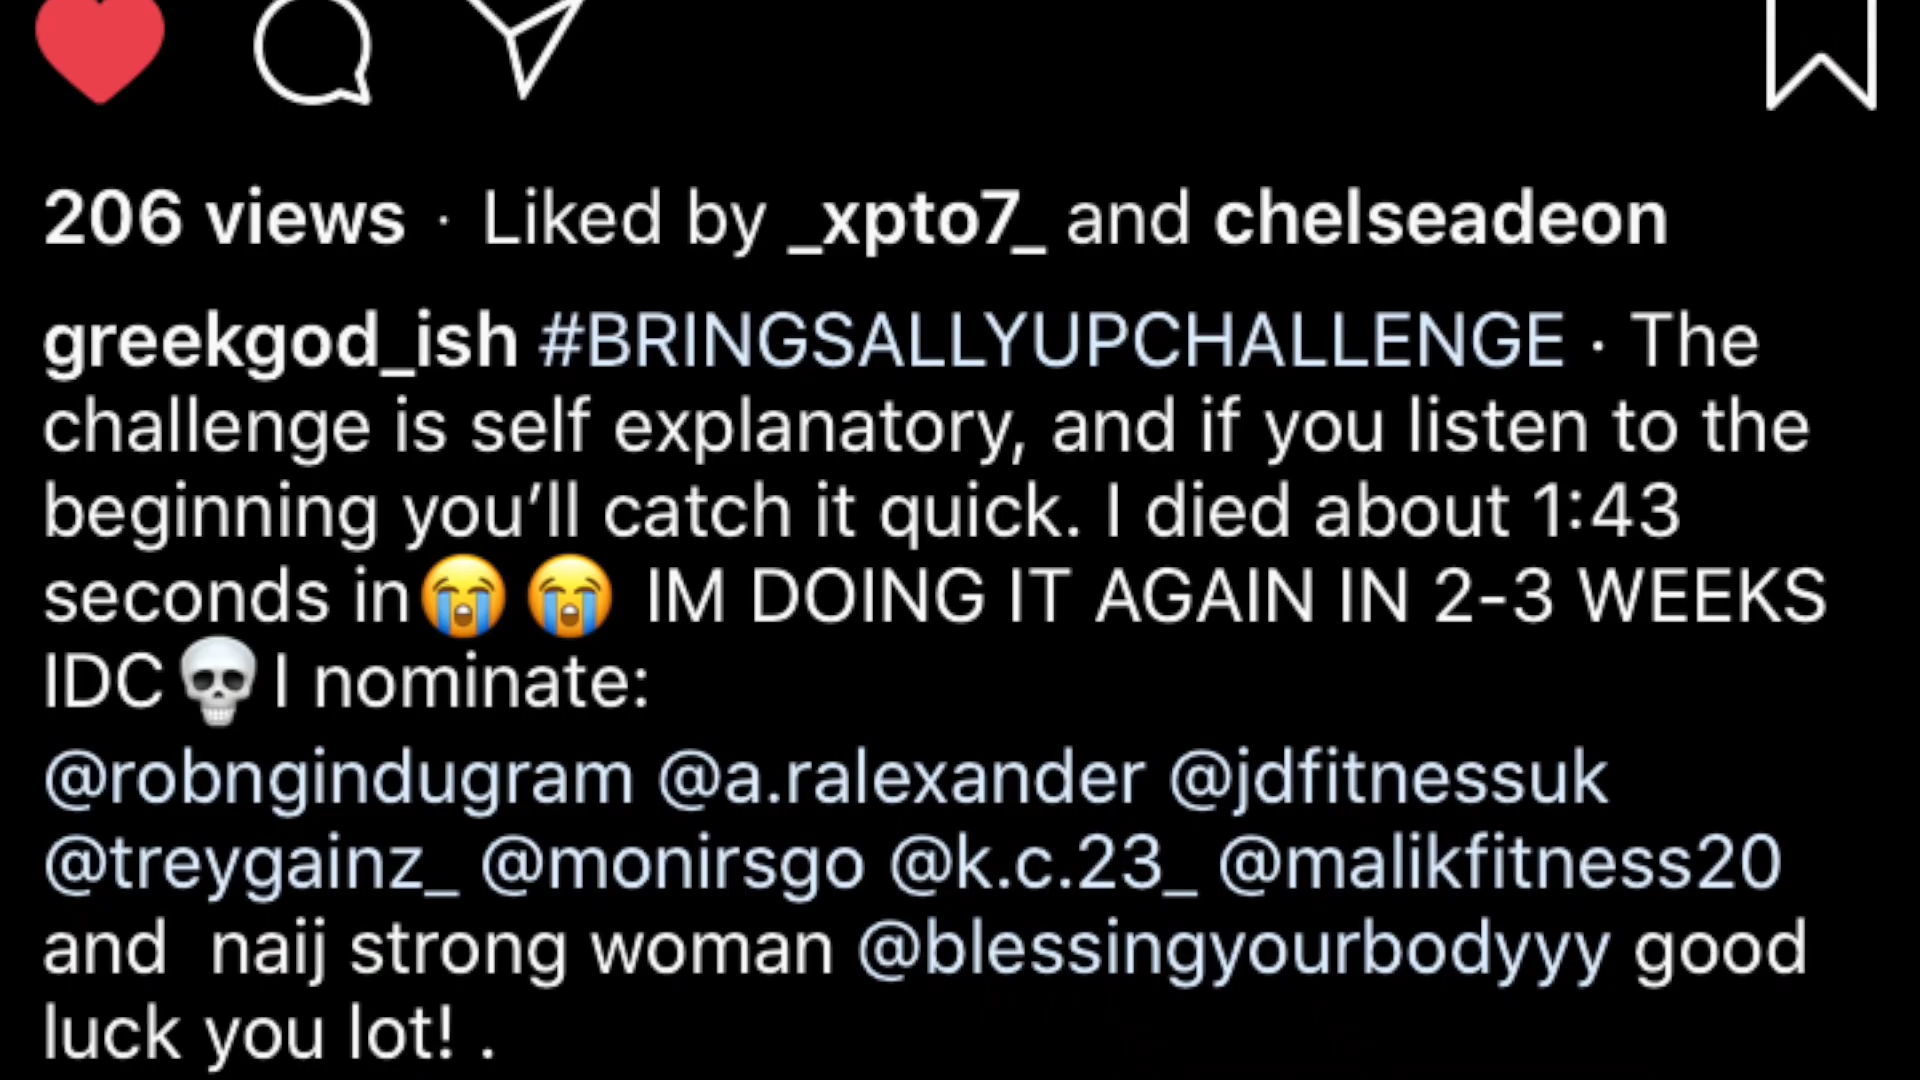 206 views · Liked by _xpto7_ and chelseadeon
greekgod_ish #BRINGSALLYUPCHALLENGE · The
challenge is self explanatory, and if you listen to the
beginning you’ll catch it quick. I died about 1:43
seconds in😭😭 IM DOING IT AGAIN IN 2-3 WEEKS
IDC💀I nominate:
@robngindugram @a.ralexander @jdfitnessuk
@treygainz_ @monirsgo @k.c.23_ @malikfitness20
and  naij strong woman @blessingyourbodyyy good
luck you lot! .